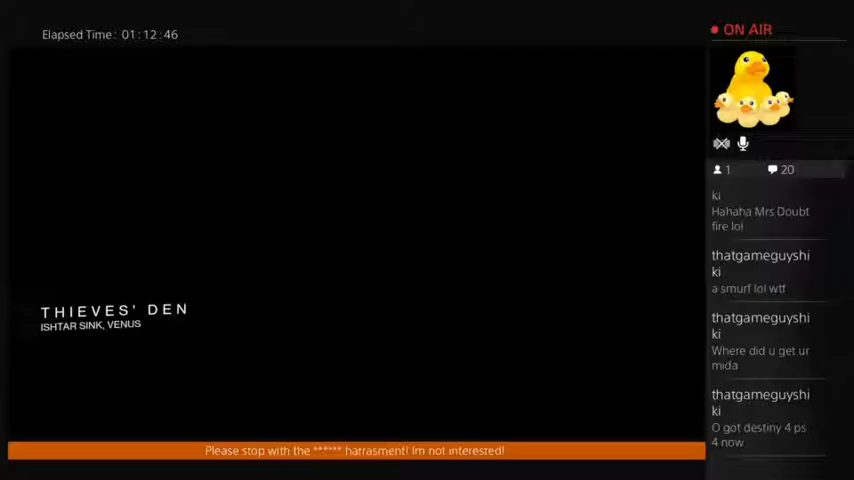 Elapsed Time: 01:12:46
ON AIR
1 20
ki
Hahaha Mrs Doubt
fire lol
thatgameguyshi
ki
a smurf lol wtf
thatgameguyshi
ki
Where did u get ur
mida
thatgameguyshi
ki
O got destiny 4 ps
4 now
THIEVES' DEN
ISHTAR SINK, VENUS
Please stop with the ****** harrasment! Im not interested!